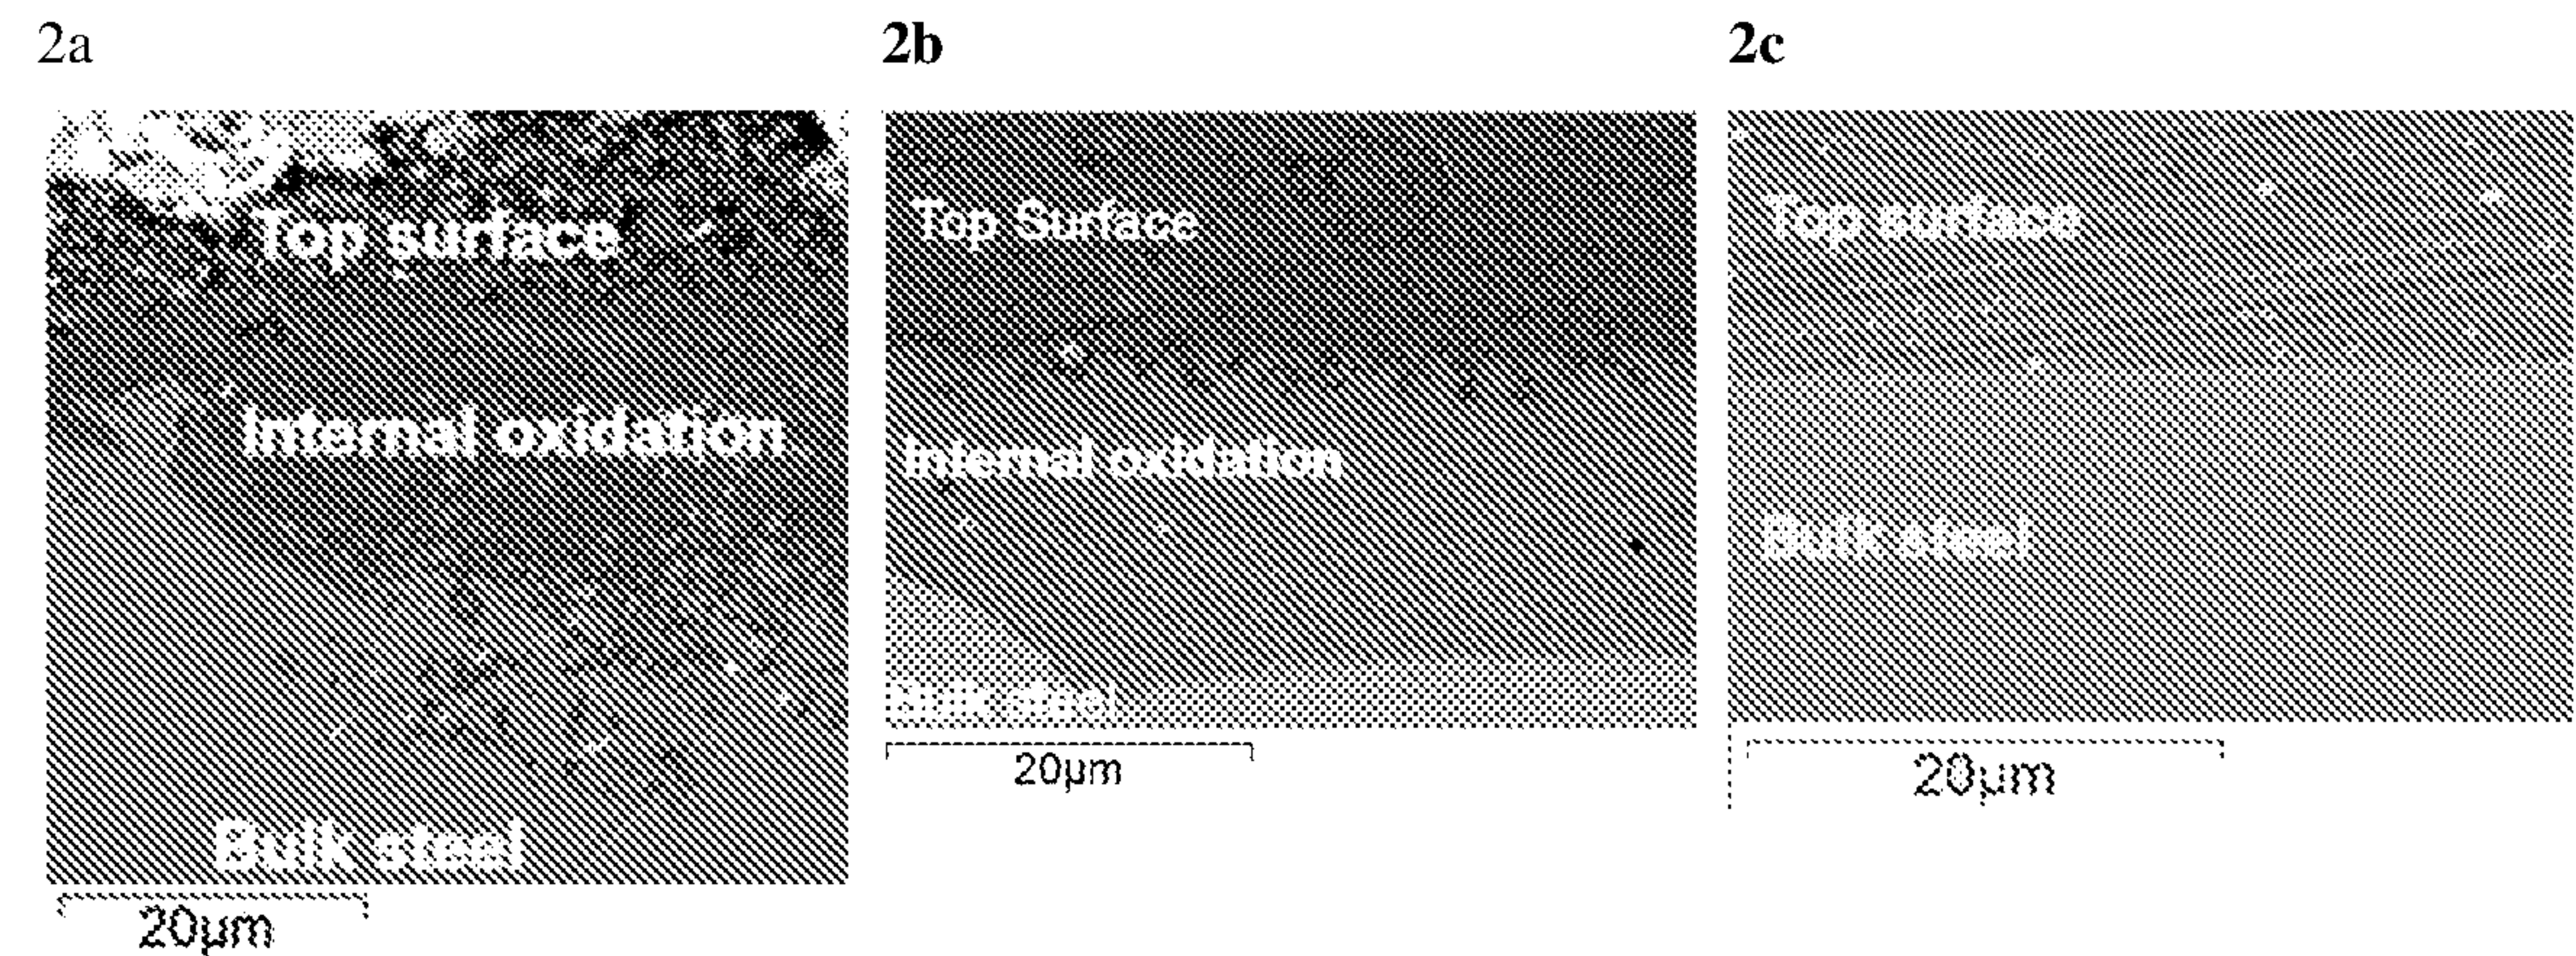 2a
Top surface
Internal oxidation
Bulk steel
20μm
2b
Top Surface
Internal oxidation
Bulk steel
20μm
2c
Top surface
Bulk steel
20μm